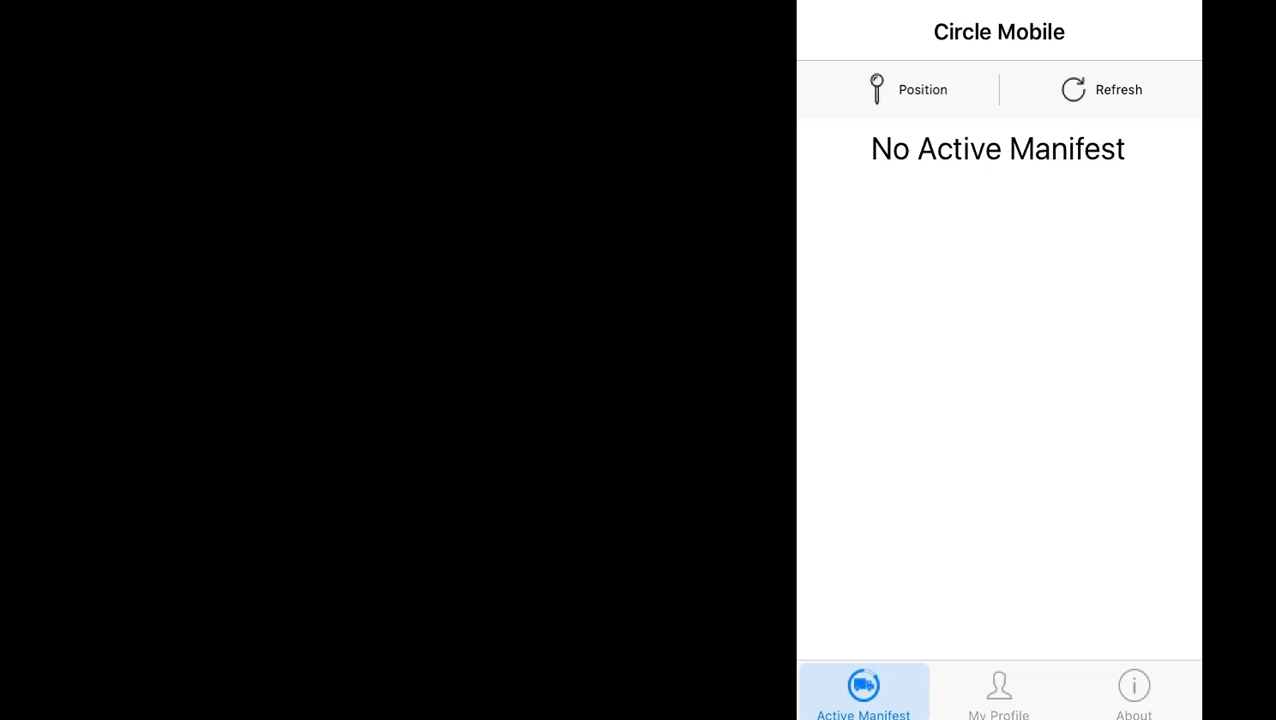 Circle Mobile
Position
Refresh
No Active Manifest
Active Manifest
My Profile
About